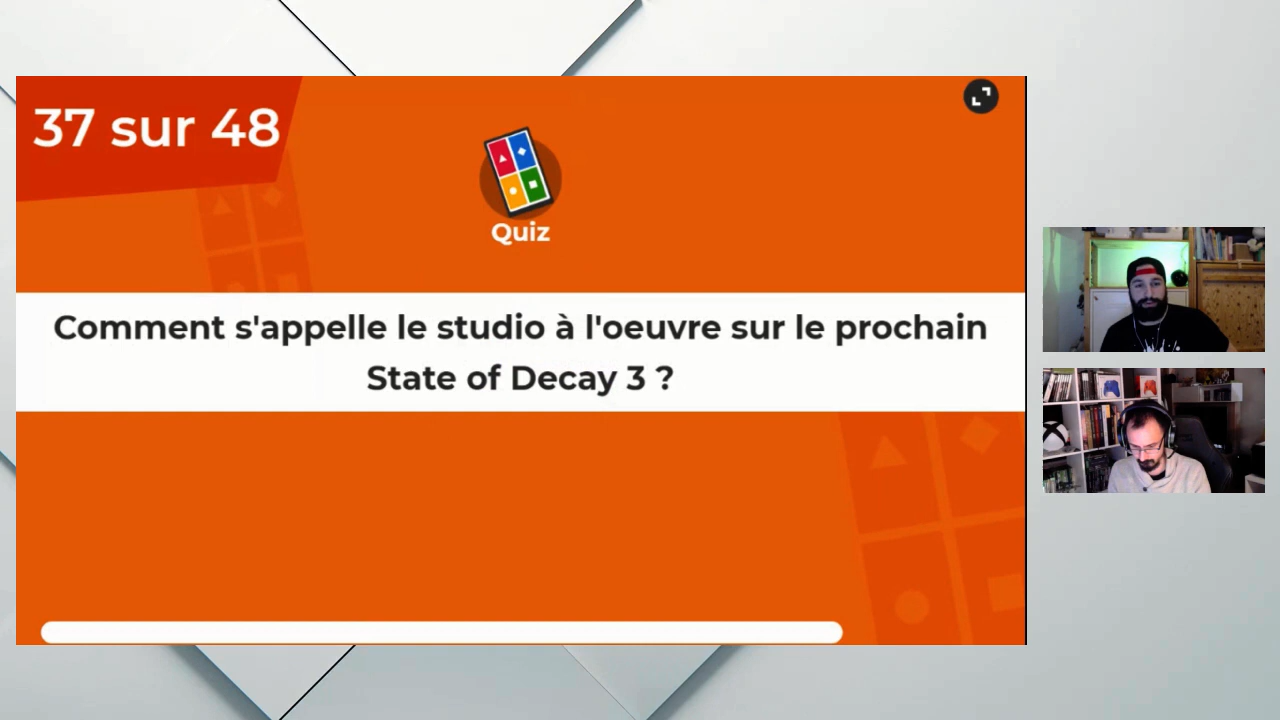 37 sur 48
Quiz
Comment s'appelle le studio à l'oeuvre sur le prochain
State of Decay 3 ?